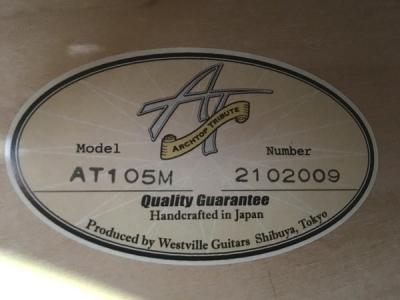 AT
ARCHTOP TRIBUTE
Model Number
AT105M 2102009
Quality Guarantee
Handcrafted in Japan
Produced by Westville Guitars Shibuya, Tokyo